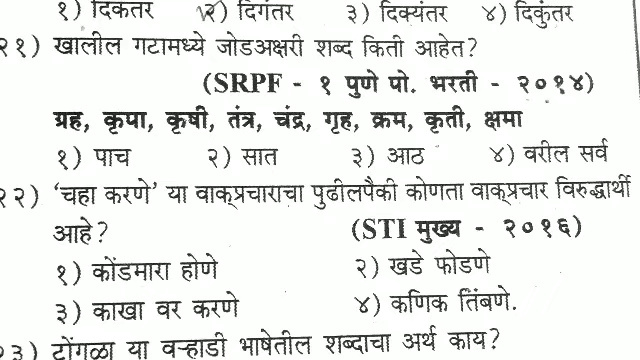 १) दिकतर २) दिगंतर ३) दिक्यंतर ४) दिकुंतर
२१) खालील गटामध्ये जोडअक्षरी शब्द किती आहेत?
(SRPF - १ पुणे पो. भरती - २०१४)
ग्रह, कृपा, कृषी, तंत्र, चंद्र, गृह, क्रम, कृती, क्षमा
१) पाच २) सात ३) आठ ४) वरील सर्व
२२) 'चहा करणे' या वाक्प्रचाराचा पुढीलपैकी कोणता वाक्प्रचार विरुद्धार्थी
आहे? (STI मुख्य - २०१६)
१) कोंडमारा होणे २) खडे फोडणे
३) काखा वर करणे ४) कणिक तिंबणे.
२३) टोंगळा या वऱ्हाडी भाषेतील शब्दाचा अर्थ काय?